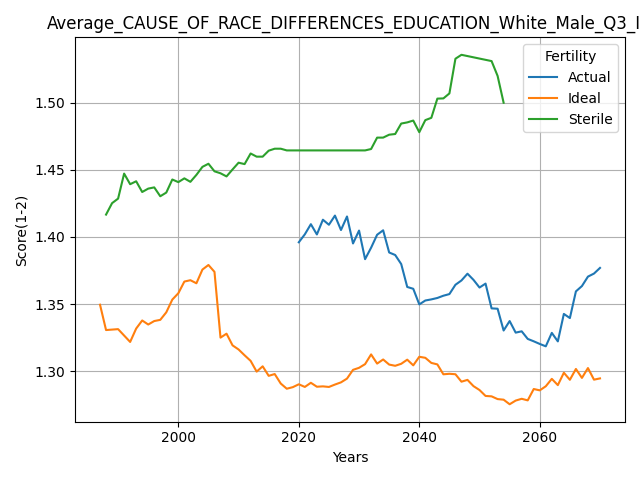 Average_CAUSE_OF_RACE_DIFFERENCES_EDUCATION_White_Male_Q3_I
Fertility
Actual
Ideal
Sterile
Score(1-2)
1.50
1.45
1.40
1.35
1.30
2000 2020 2040 2060
Years